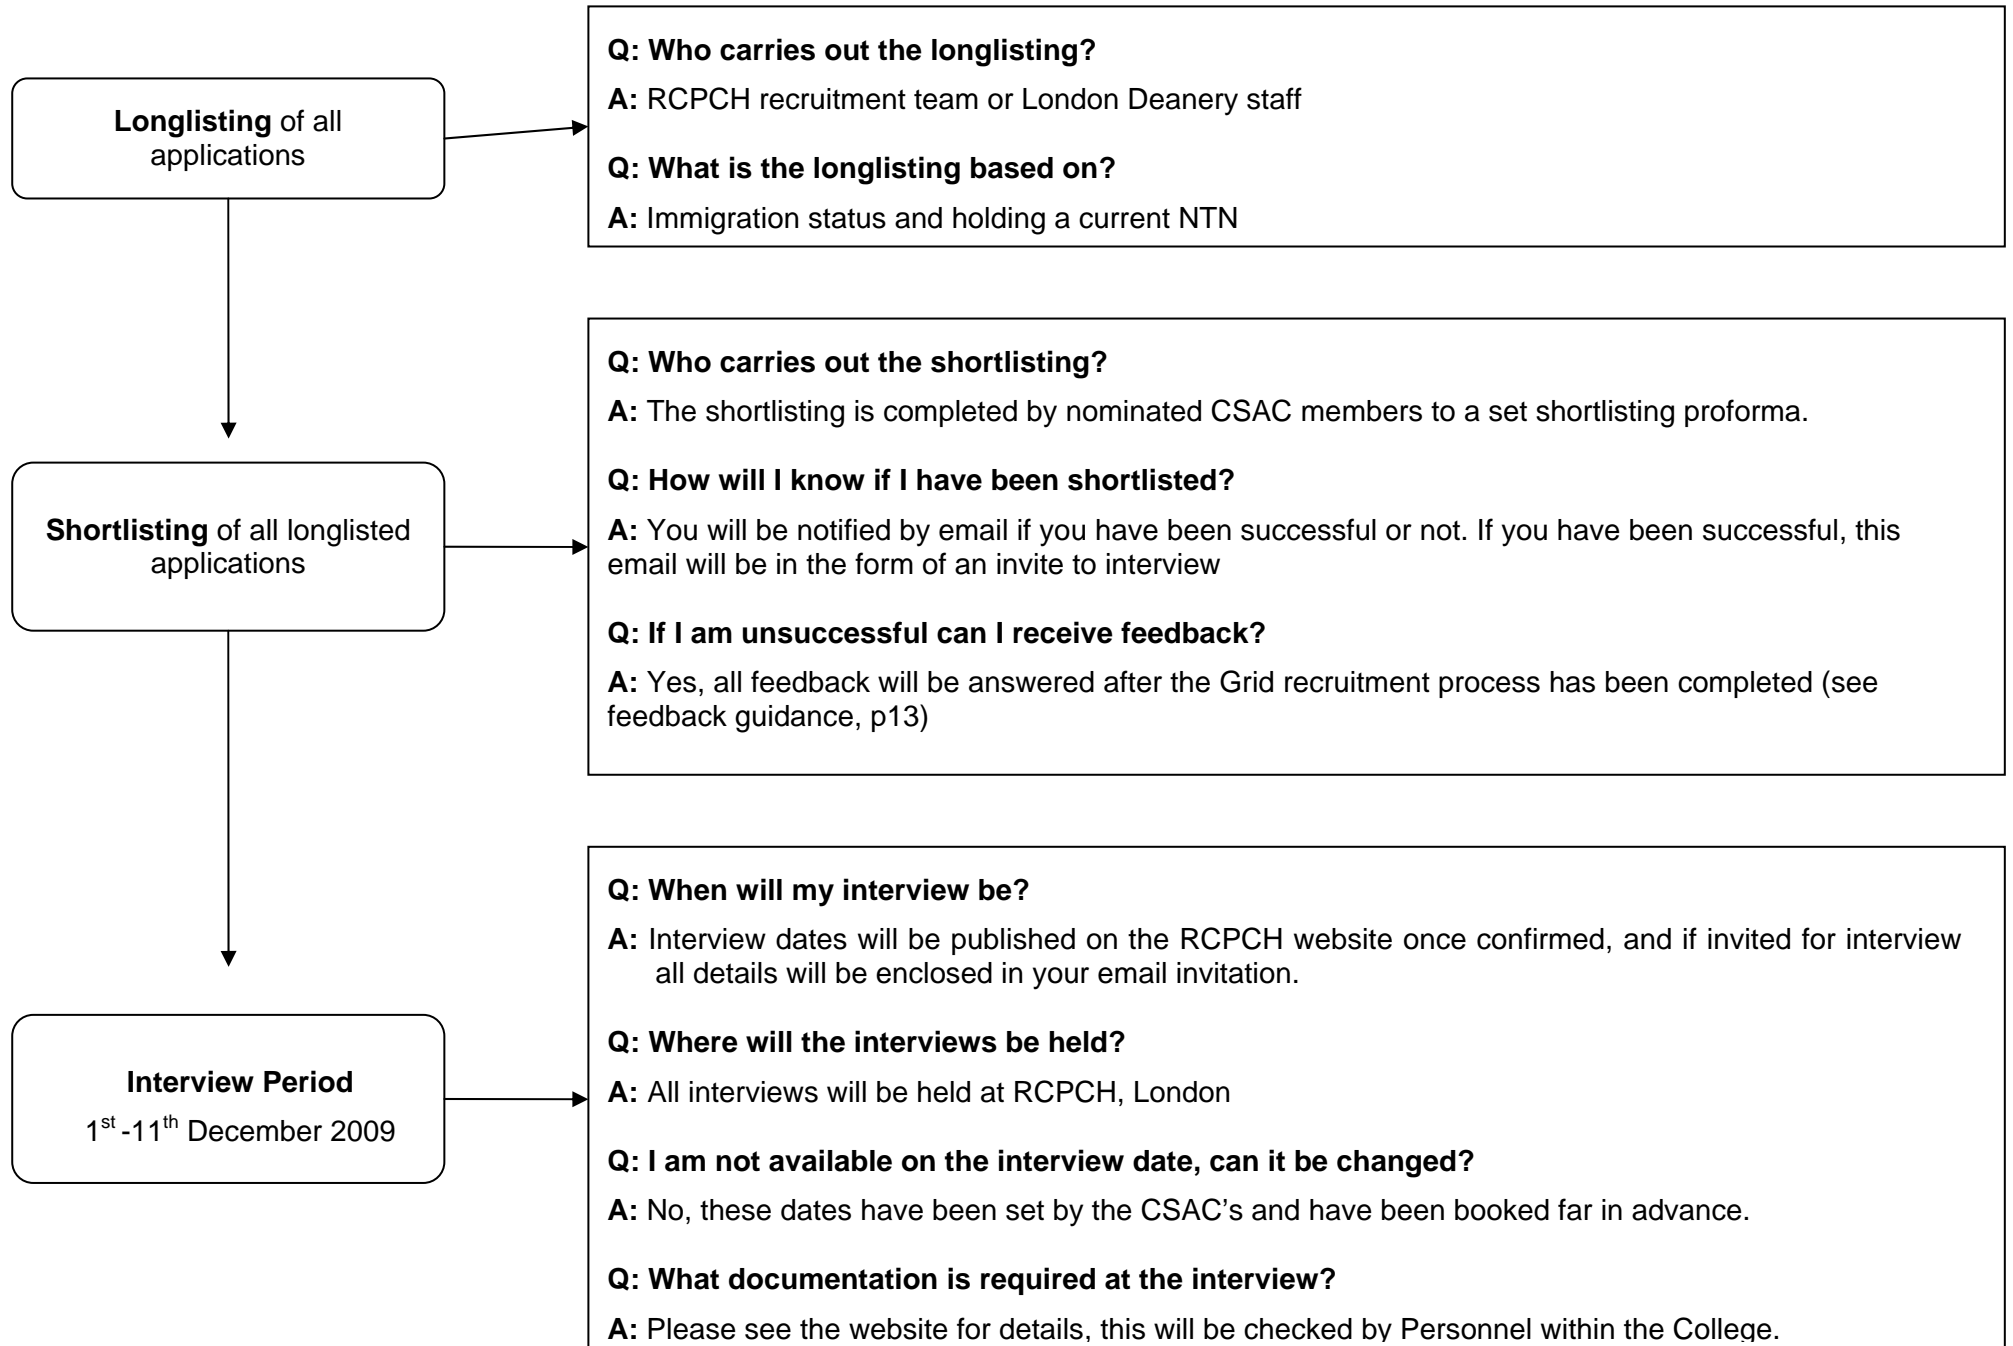 Longlisting of all
applications
Q: Who carries out the longlisting?
A: RCPCH recruitment team or London Deanery staff
Q: What is the longlisting based on?
A: Immigration status and holding a current NTN
Shortlisting of all longlisted
applications
Q: Who carries out the shortlisting?
A: The shortlisting is completed by nominated CSAC members to a set shortlisting proforma.
Q: How will I know if I have been shortlisted?
A: You will be notified by email if you have been successful or not. If you have been successful, this
email will be in the form of an invite to interview
Q: If I am unsuccessful can I receive feedback?
A: Yes, all feedback will be answered after the Grid recruitment process has been completed (see
feedback guidance, p13)
Interview Period
1st -11th December 2009
Q: When will my interview be?
A: Interview dates will be published on the RCPCH website once confirmed, and if invited for interview
all details will be enclosed in your email invitation.
Q: Where will the interviews be held?
A: All interviews will be held at RCPCH, London
Q: I am not available on the interview date, can it be changed?
A: No, these dates have been set by the CSAC’s and have been booked far in advance.
Q: What documentation is required at the interview?
A: Please see the website for details, this will be checked by Personnel within the College.